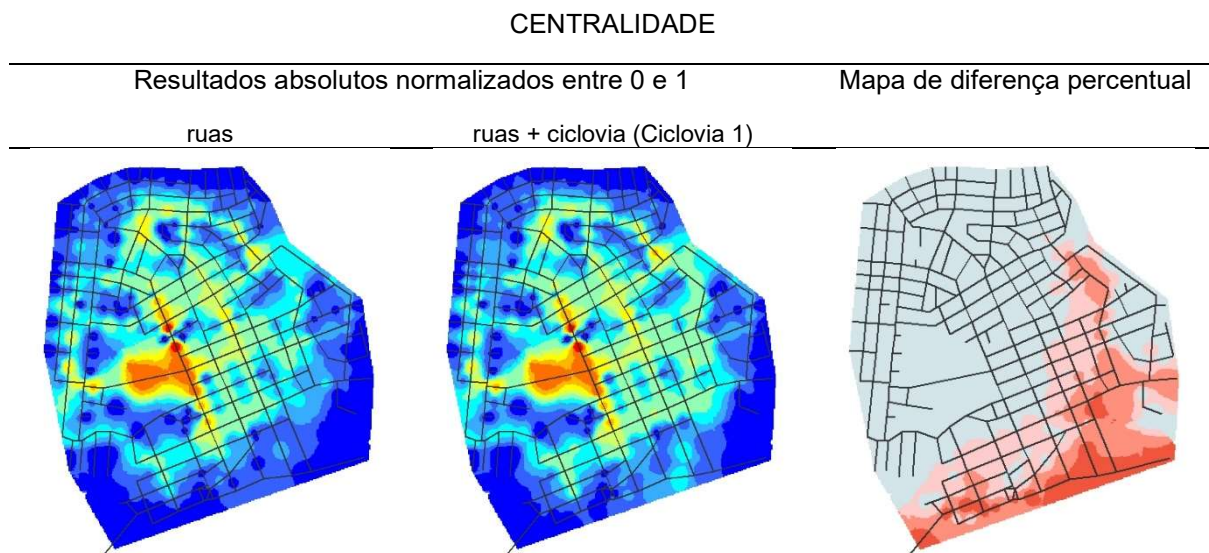 CENTRALIDADE
Resultados absolutos normalizados entre 0 e 1
Mapa de diferença percentual
ruas
ruas + ciclovia (Ciclovia 1)